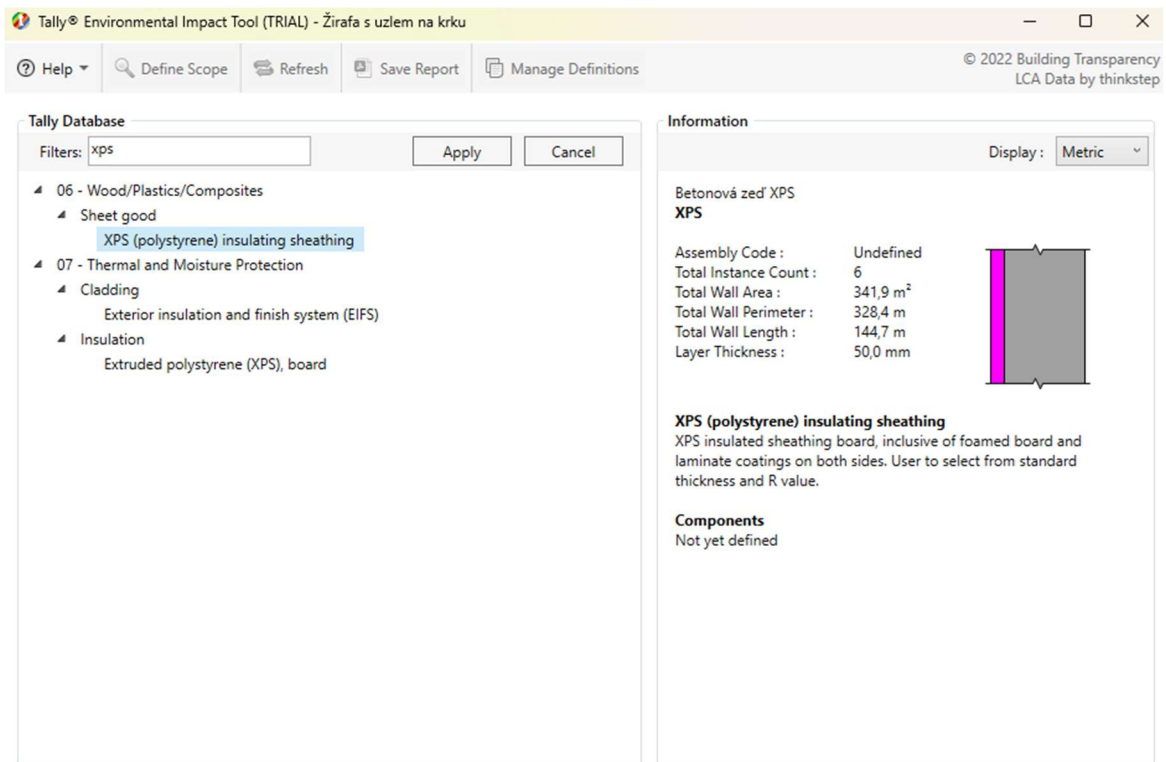 Tally® Environmental Impact Tool (TRIAL) - Žirafa s uzlem na krku
Help
Define Scope
Refresh
Save Report
Manage Definitions
© 2022 Building Transparency
LCA Data by thinkstep
Tally Database
Filters: xps
Apply
Cancel
06 - Wood/Plastics/Composites
Sheet good
XPS (polystyrene) insulating sheathing
07 - Thermal and Moisture Protection
Cladding
Exterior insulation and finish system (EIFS)
Insulation
Extruded polystyrene (XPS), board
Information
Display : Metric
Betonová zeď XPS
XPS
Assembly Code : Undefined
Total Instance Count : 6
Total Wall Area : 341,9 m²
Total Wall Perimeter : 328,4 m
Total Wall Length : 144,7 m
Layer Thickness : 50,0 mm
XPS (polystyrene) insulating sheathing
XPS insulated sheathing board, inclusive of foamed board and
laminate coatings on both sides. User to select from standard
thickness and R value.
Components
Not yet defined